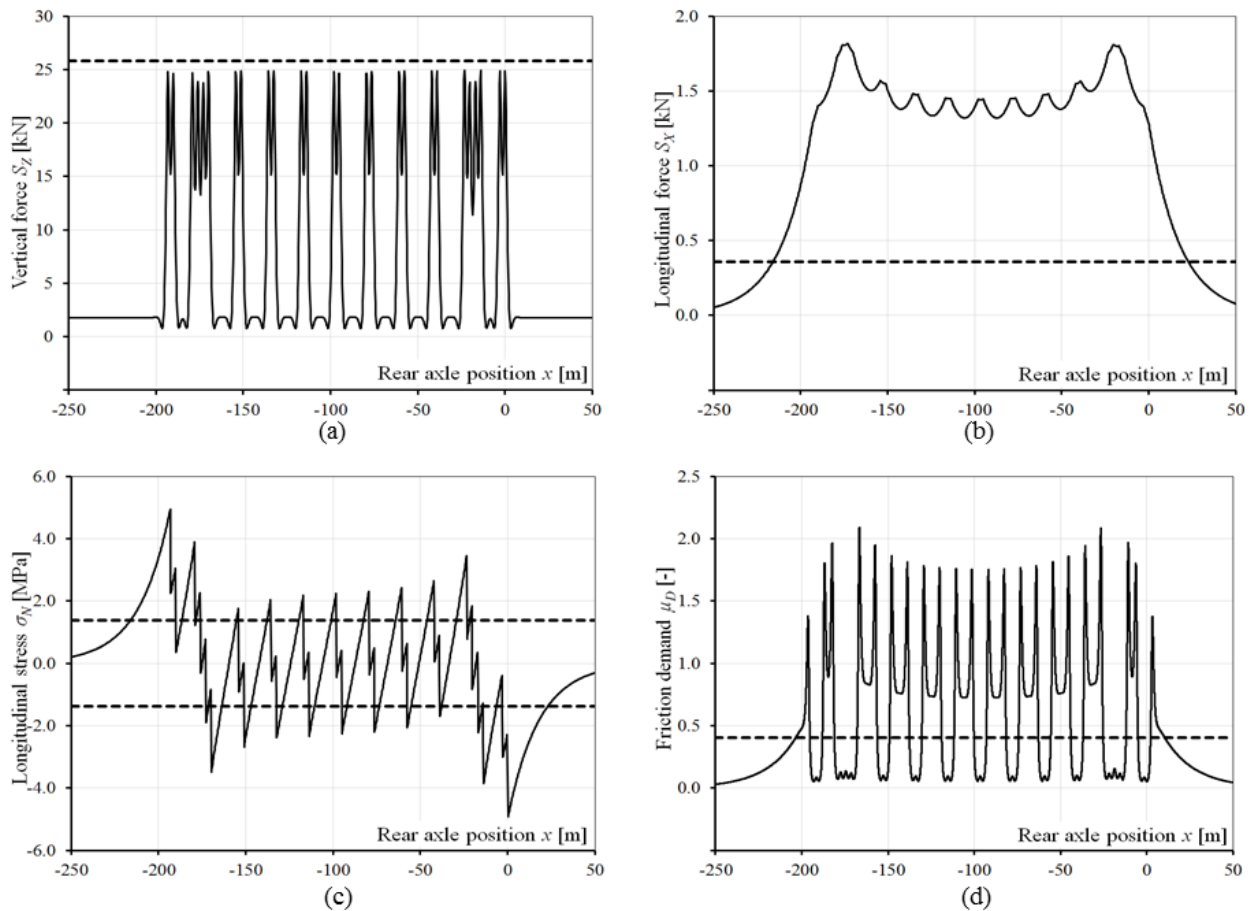 30
25
20
15
10
5
0
Vertical force S_Z [kN]
Rear axle position x [m]
-250 -200 -150 -100 -50 0 50
(a)
2.0
1.5
1.0
0.5
0.0
Longitudinal force S_X [kN]
Rear axle position x [m]
-250 -200 -150 -100 -50 0 50
(b)
6.0
4.0
2.0
0.0
-2.0
-4.0
-6.0
Longitudinal stress σ_N [MPa]
Rear axle position x [m]
-250 -200 -150 -100 -50 0 50
(c)
2.5
2.0
1.5
1.0
0.5
0.0
Friction demand μ_D [-]
Rear axle position x [m]
-250 -200 -150 -100 -50 0 50
(d)